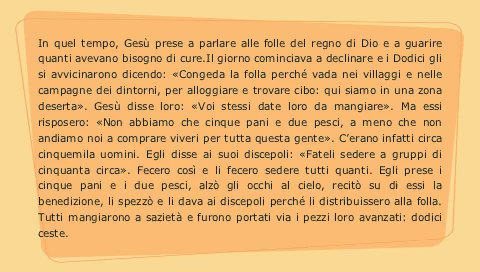 In quel tempo, Gesù prese a parlare alle folle del regno di Dio e a guarire
quanti avevano bisogno di cure.Il giorno cominciava a declinare e i Dodici gli
si avvicinarono dicendo: «Congeda la folla perché vada nei villaggi e nelle
campagne dei dintorni, per alloggiare e trovare cibo: qui siamo in una zona
deserta». Gesù disse loro: «Voi stessi date loro da mangiare». Ma essi
risposero: «Non abbiamo che cinque pani e due pesci, a meno che non
andiamo noi a comprare viveri per tutta questa gente». C'erano infatti circa
cinquemila uomini. Egli disse ai suoi discepoli: «Fateli sedere a gruppi di
cinquanta circa». Fecero così e li fecero sedere tutti quanti. Egli prese i
cinque pani e i due pesci, alzò gli occhi al cielo, recitò su di essi la
benedizione, li spezzò e li dava ai discepoli perché li distribuissero alla folla.
Tutti mangiarono a sazietà e furono portati via i pezzi loro avanzati: dodici
ceste.